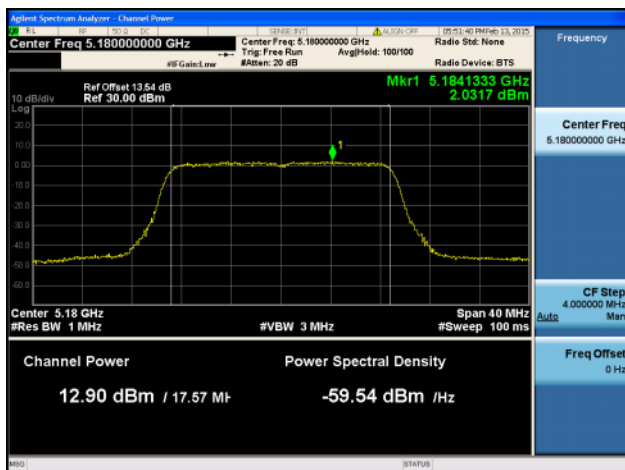 Agilent Spectrum Analyzer - Channel Power
RL RF 50 Ω DC SENSE:INT ALIGN OFF 05:51:40 PM Feb 13, 2015
Center Freq 5.180000000 GHz
Center Freq: 5.180000000 GHz Radio Std: None
Trig: Free Run Avg|Hold: 100/100
#IFGain:Low #Atten: 20 dB Radio Device: BTS
Frequency
Ref Offset 13.54 dB Mkr1 5.1841333 GHz
10 dB/div Ref 30.00 dBm 2.0317 dBm
Log
20.0
10.0
1
0.00
-10.0
-20.0
-30.0
-40.0
-50.0
-60.0
Center Freq
5.180000000 GHz
Center 5.18 GHz Span 40 MHz
#Res BW 1 MHz #VBW 3 MHz #Sweep 100 ms
CF Step
4.000000 MHz
Auto Man
Channel Power Power Spectral Density
12.90 dBm / 17.57 MH -59.54 dBm /Hz
Freq Offset
0 Hz
MSG STATUS